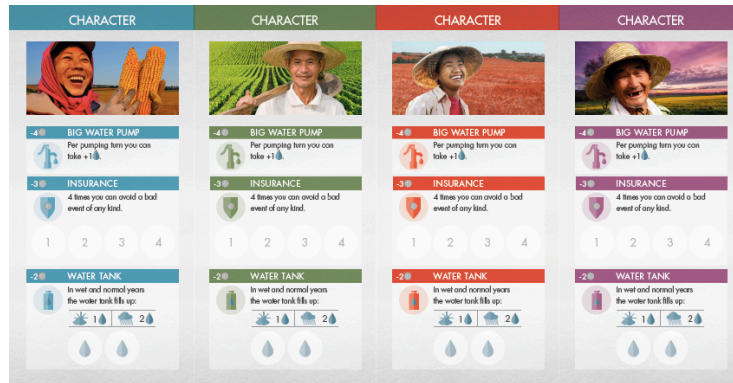 CHARACTER
-4 BIG WATER PUMP
Per pumping turn you can
take +1.
-3 INSURANCE
4 times you can avoid a bad
event of any kind.
1 2 3 4
-2 WATER TANK
In wet and normal years
the water tank fills up:
1 2
CHARACTER
-4 BIG WATER PUMP
Per pumping turn you can
take +1.
-3 INSURANCE
4 times you can avoid a bad
event of any kind.
1 2 3 4
-2 WATER TANK
In wet and normal years
the water tank fills up:
1 2
CHARACTER
-4 BIG WATER PUMP
Per pumping turn you can
take +1.
-3 INSURANCE
4 times you can avoid a bad
event of any kind.
1 2 3 4
-2 WATER TANK
In wet and normal years
the water tank fills up:
1 2
CHARACTER
-4 BIG WATER PUMP
Per pumping turn you can
take +1.
-3 INSURANCE
4 times you can avoid a bad
event of any kind.
1 2 3 4
-2 WATER TANK
In wet and normal years
the water tank fills up:
1 2